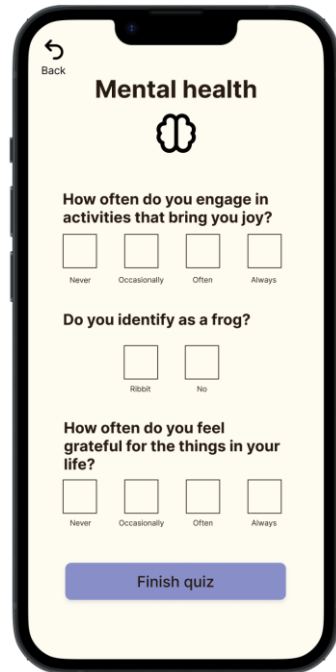 Back
Mental health
How often do you engage in
activities that bring you joy?
Never Occasionally Often Always
Do you identify as a frog?
Ribbit No
How often do you feel
grateful for the things in your
life?
Never Occasionally Often Always
Finish quiz